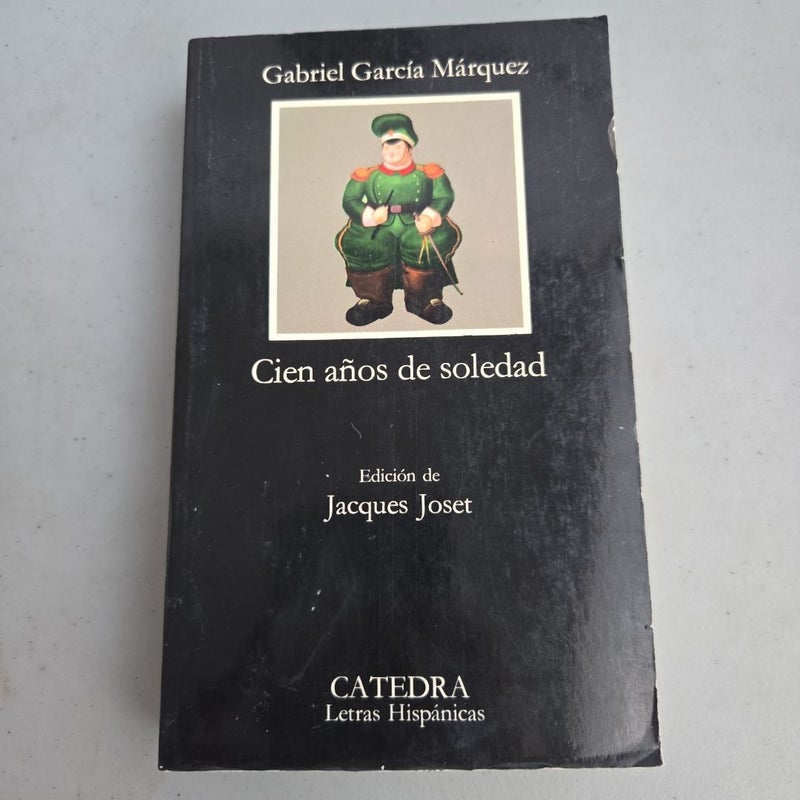 Gabriel García Márquez
Cien años de soledad
Edición de
Jacques Joset
CATEDRA
Letras Hispánicas